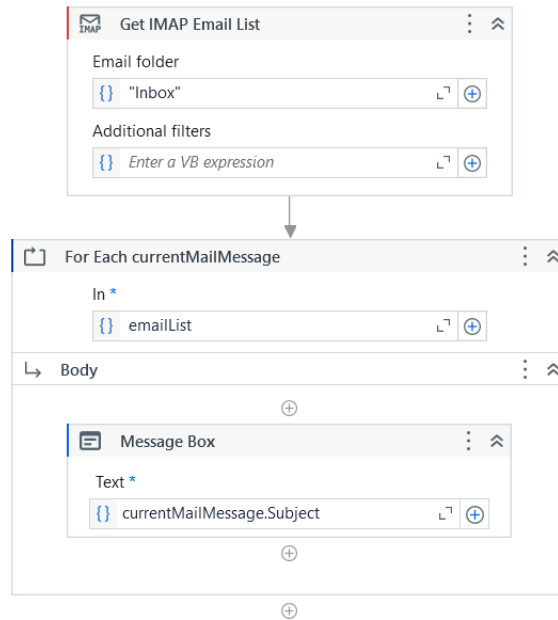 IMAP
Get IMAP Email List
Email folder
{} "Inbox"
Additional filters
{} Enter a VB expression
For Each currentMailMessage
In *
{} emailList
Body
Message Box
Text *
{} currentMailMessage.Subject